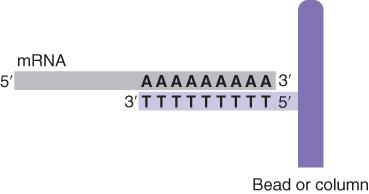 mRNA
5′ AAAAAAAAA 3′
3′ TTTTTTTTT 5′
Bead or column